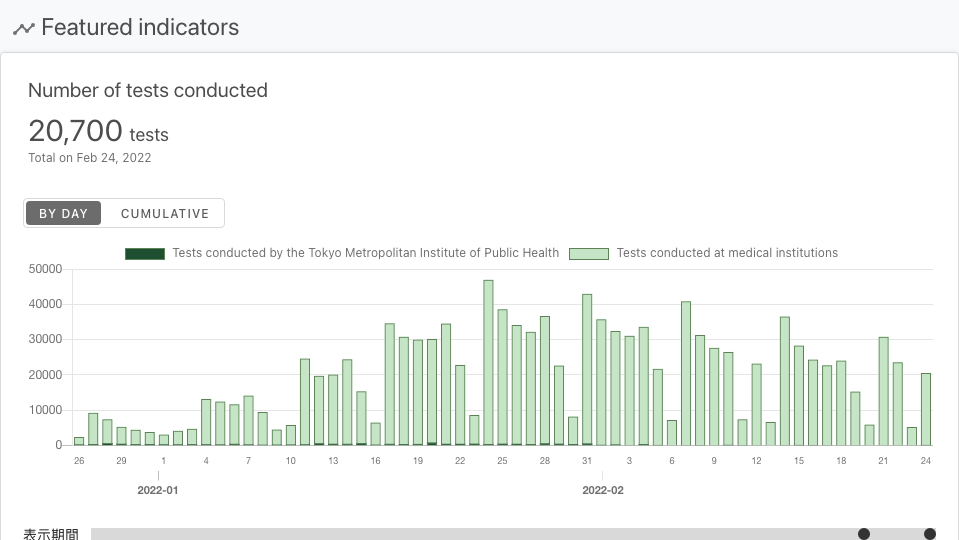 Featured indicators
Number of tests conducted
20,700 tests
Total on Feb 24, 2022
BY DAY CUMULATIVE
Tests conducted by the Tokyo Metropolitan Institute of Public Health Tests conducted at medical institutions
50000
40000
30000
20000
10000
0
26 29 1 4 7 10 13 16 19 22 25 28 31 3 6 9 12 15 18 21 24
2022-01 2022-02
表示期間